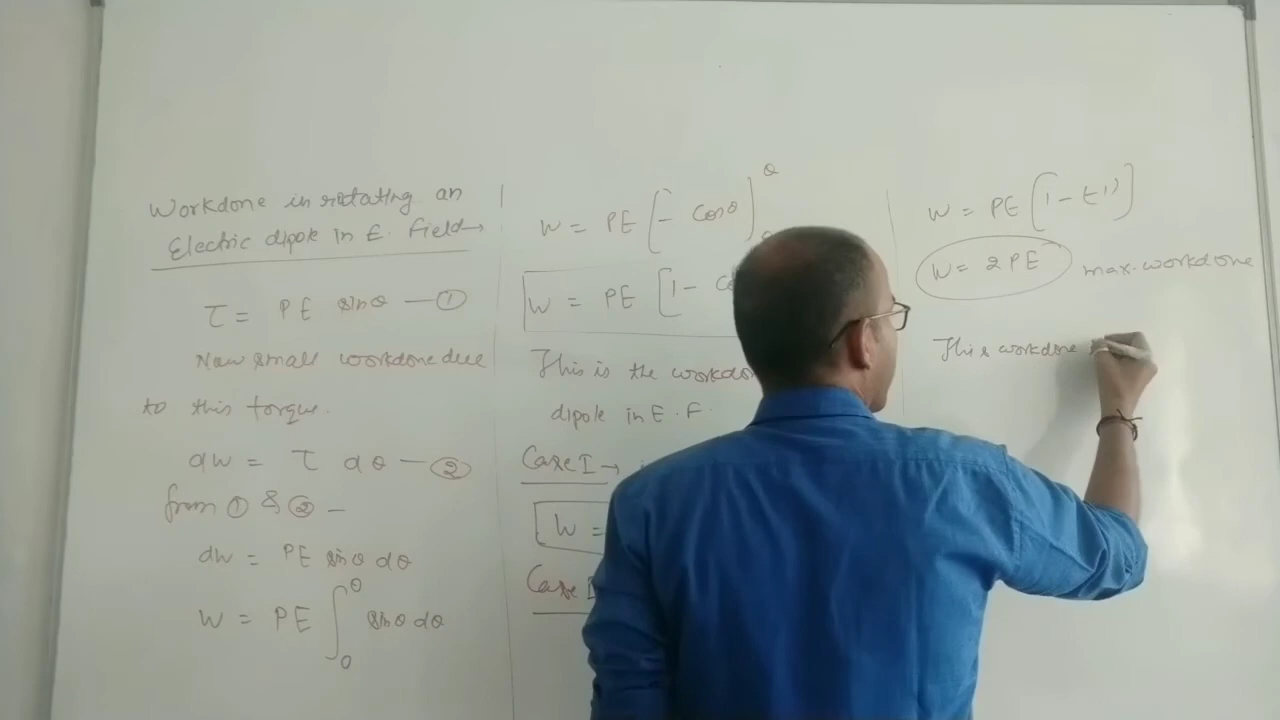 Workdone in rotating an
Electric dipole in E. Field→
τ = PE sinθ — ①
Now small workdone due
to this torque.
dw = τ dθ — ②
from ① & ② —
dw = PE sinθ dθ
W = PE ∫₀^θ sinθ dθ
W = PE [- cosθ]^θ
W = PE [1 -
This is the
dipole in E.F.
Case I →
W =
Case
W = PE [1 - (-1)]
W = 2PE max. workdone
This workdone